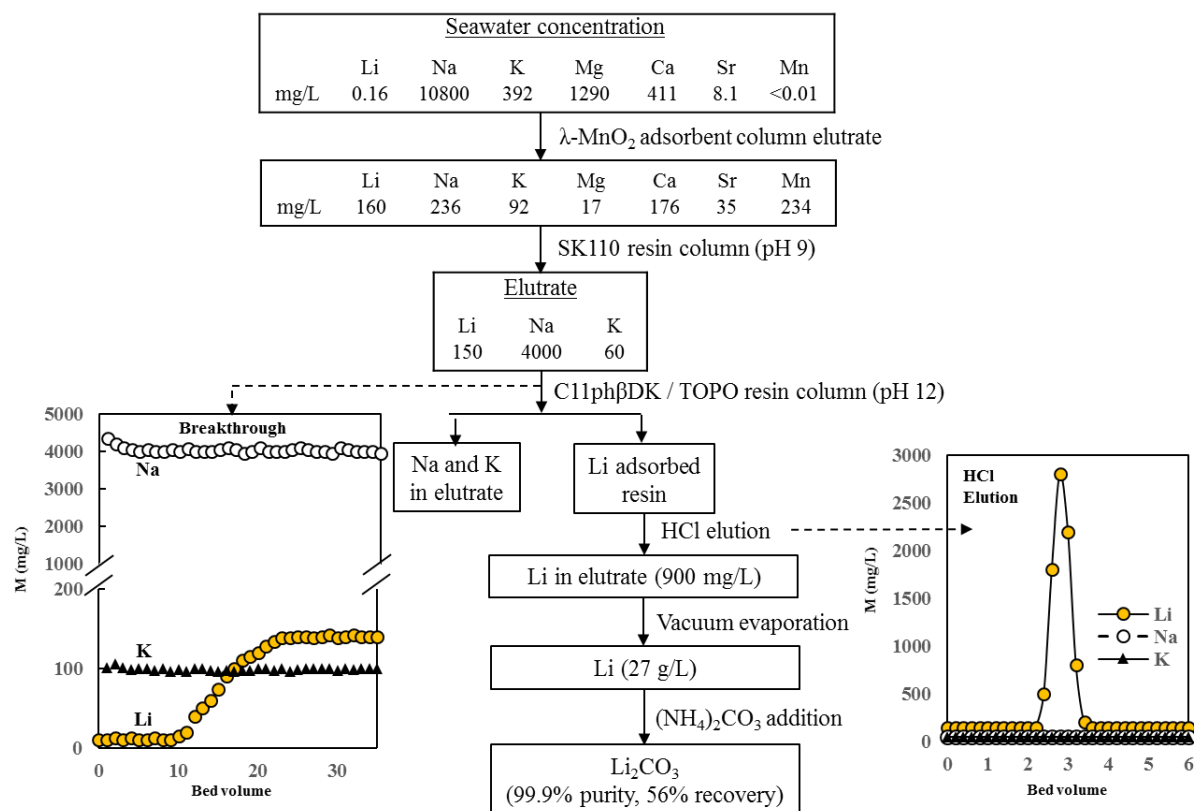 Seawater concentration
Li Na K Mg Ca Sr Mn
mg/L 0.16 10800 392 1290 411 8.1 <0.01
λ-MnO₂ adsorbent column elutrate
Li Na K Mg Ca Sr Mn
mg/L 160 236 92 17 176 35 234
SK110 resin column (pH 9)
Elutrate
Li Na K
150 4000 60
C11phβDK / TOPO resin column (pH 12)
Breakthrough
Na
K
Li
5000
4000
3000
2000
1000
200
100
0
M (mg/L)
0 10 20 30
Bed volume
Na and K
in elutrate
Li adsorbed
resin
HCl elution
Li in elutrate (900 mg/L)
Vacuum evaporation
Li (27 g/L)
(NH₄)₂CO₃ addition
Li₂CO₃
(99.9% purity, 56% recovery)
HCl
Elution
3000
2500
2000
1500
1000
500
0
M (mg/L)
Li
Na
K
0 1 2 3 4 5 6
Bed volume